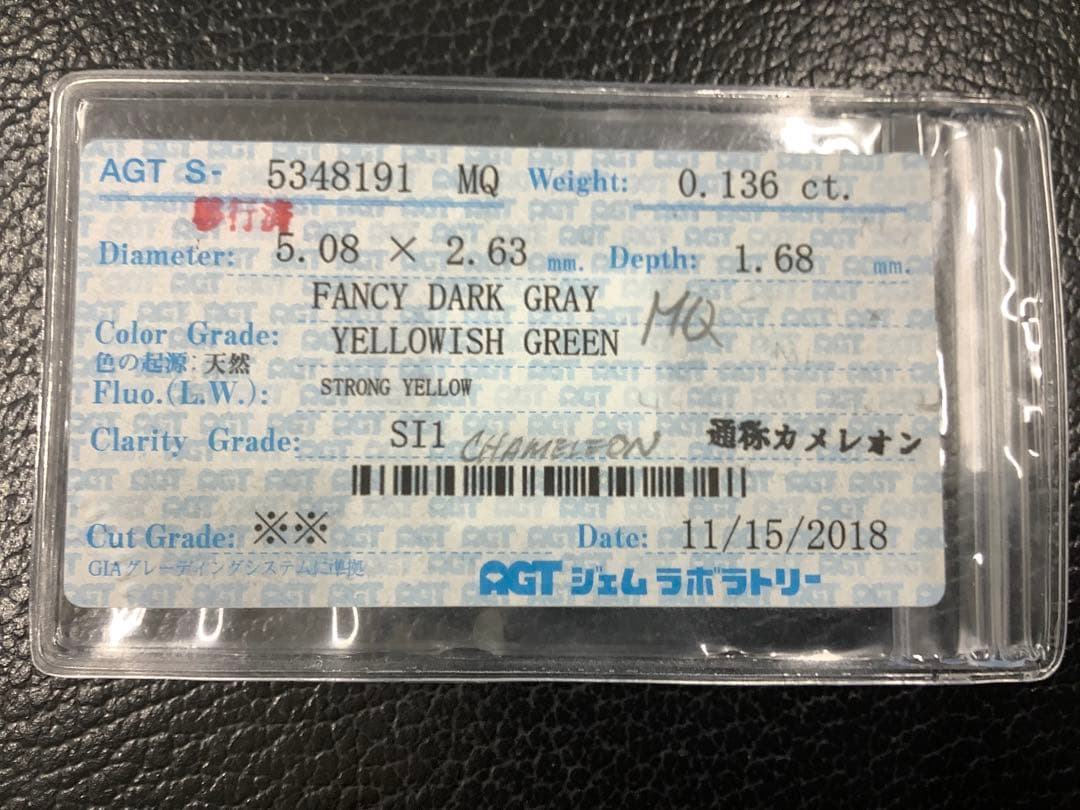 AGT S- 5348191 MQ Weight: 0.136 ct.
移行済
Diameter: 5.08 × 2.63 mm. Depth: 1.68 mm.
FANCY DARK GRAY
Color Grade: YELLOWISH GREEN MQ
色の起源:天然
Fluo.(L.W.): STRONG YELLOW
Clarity Grade: SI1 CHAMELEON 通称カメレオン
Cut Grade: ※※ Date: 11/15/2018
GIAグレーディングシステムに準拠
AGT ジェム ラボラトリー